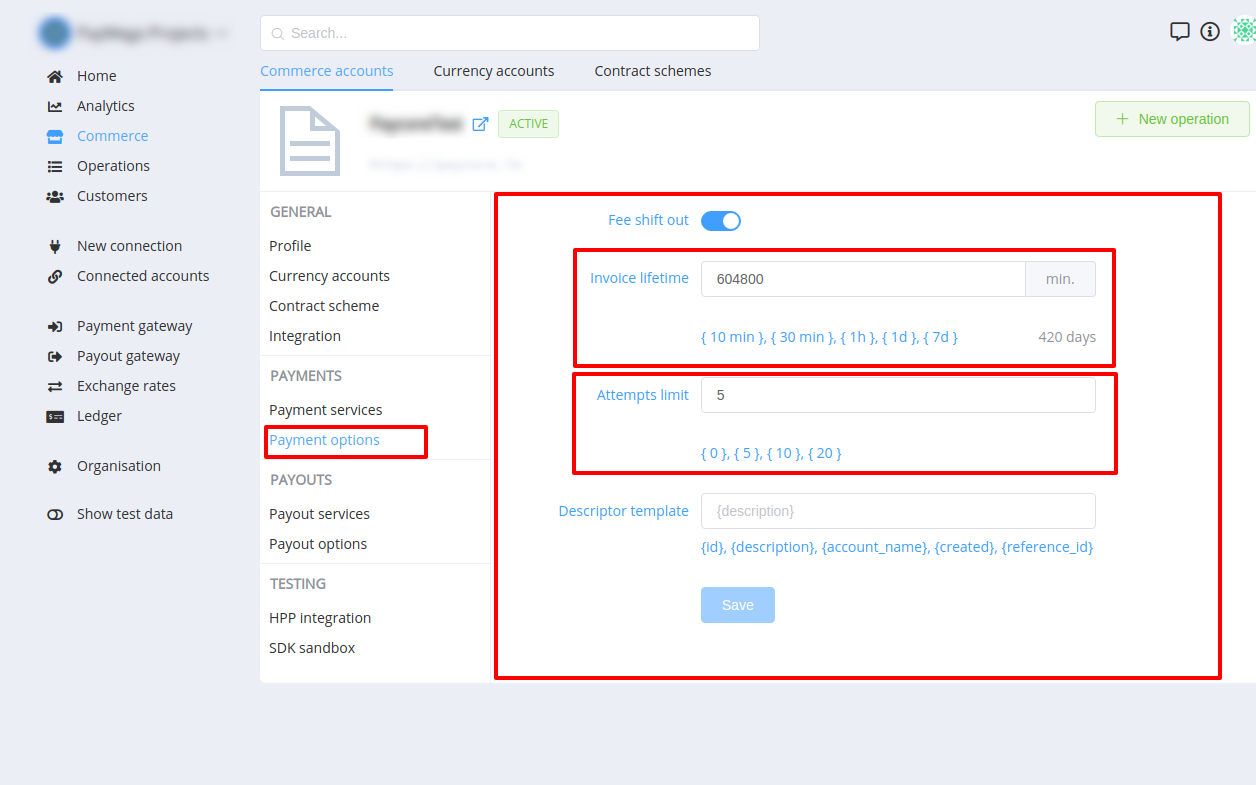 Search...
Home
Analytics
Commerce
Operations
Customers
New connection
Connected accounts
Payment gateway
Payout gateway
Exchange rates
Ledger
Organisation
Show test data
Commerce accounts Currency accounts Contract schemes
ACTIVE
New operation
GENERAL
Profile
Currency accounts
Contract scheme
Integration
PAYMENTS
Payment services
Payment options
PAYOUTS
Payout services
Payout options
TESTING
HPP integration
SDK sandbox
Fee shift out
Invoice lifetime 604800 min.
{ 10 min }, { 30 min }, { 1h }, { 1d }, { 7d } 420 days
Attempts limit 5
{ 0 }, { 5 }, { 10 }, { 20 }
Descriptor template {description}
{id}, {description}, {account_name}, {created}, {reference_id}
Save